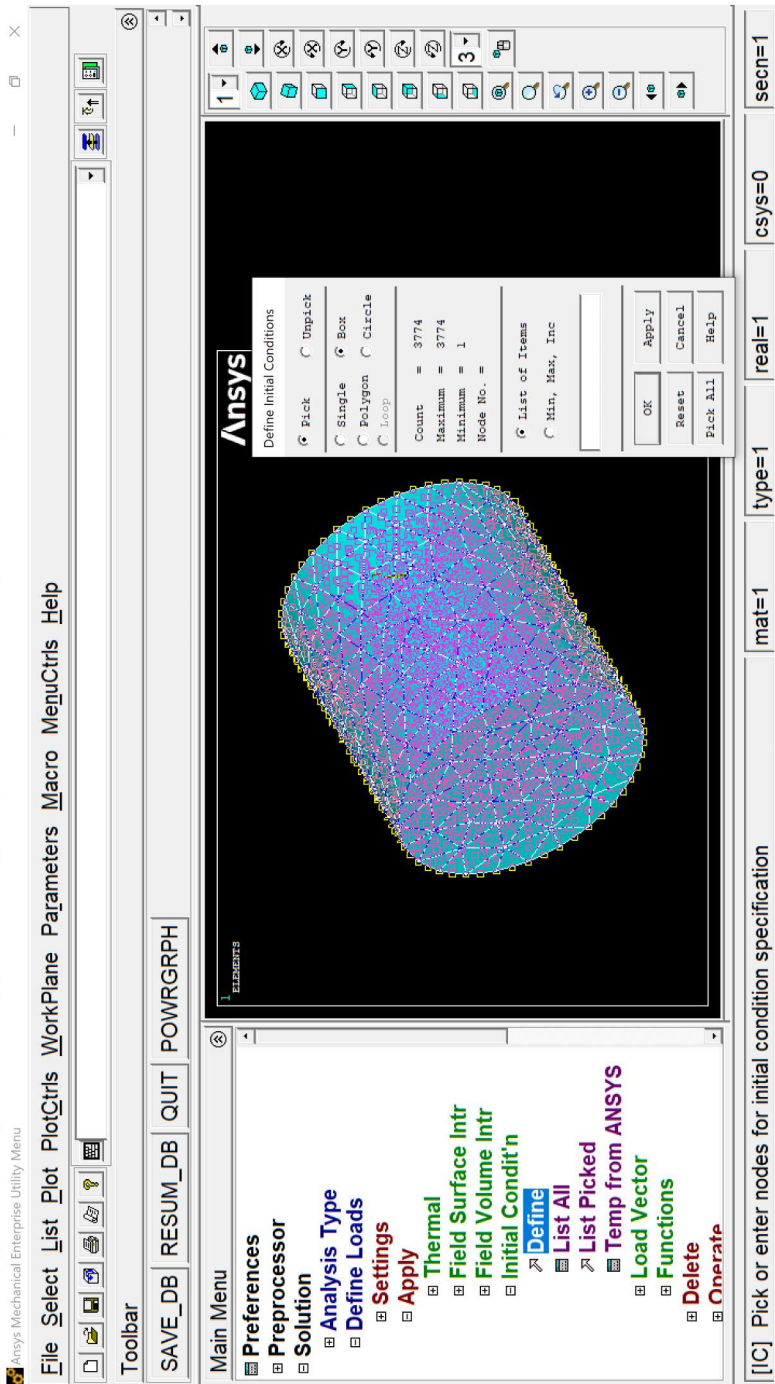 Ansys Mechanical Enterprise Utility Menu
File Select List Plot PlotCtrls WorkPlane Parameters Macro MenuCtrls Help
Toolbar
SAVE_DB RESUM_DB QUIT POWRGRPH
Main Menu
Preferences
Preprocessor
Solution
Analysis Type
Define Loads
Settings
Apply
Thermal
Field Surface Intr
Field Volume Intr
Initial Condit'n
Define
List All
List Picked
Temp from ANSYS
Load Vector
Functions
Delete
Operate
1
ELEMENTS
Ansys
Define Initial Conditions
Pick Unpick
Single Box
Polygon Circle
Loop
Count = 3774
Maximum = 3774
Minimum = 1
Node No. =
List of Items
Min, Max, Inc
OK Apply
Reset Cancel
Pick All Help
1
X
X
Y
Y
Z
Z
3
[IC] Pick or enter nodes for initial condition specification
mat=1 type=1 real=1 csys=0 secn=1